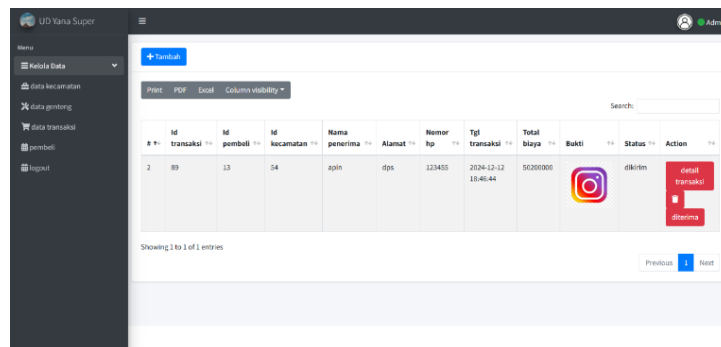 UD Yana Super
Adm
Menu
Kelola Data
data kecamatan
data gentong
data transaksi
pembeli
logout
+ Tambah
Print PDF Excel Column visibility
Search:
# Id transaksi Id pembeli Id kecamatan Nama penerima Alamat Nomor hp Tgl transaksi Total biaya Bukti Status Action
2 89 13 54 apin dps 123455 2024-12-12 18:46:44 50200000 dikirim detail transaksi
diterima
Showing 1 to 1 of 1 entries
Previous 1 Next